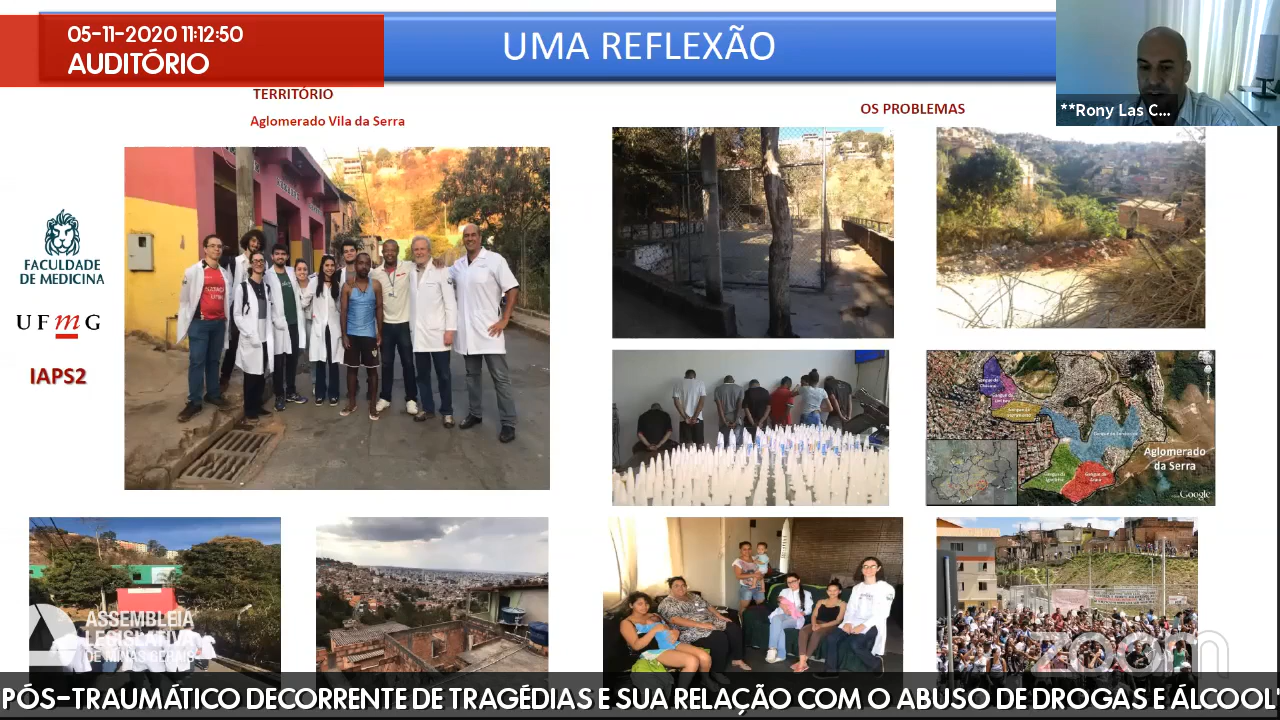 05-11-2020 11:12:50
AUDITÓRIO
UMA REFLEXÃO
**Rony Las C...
TERRITÓRIO
Aglomerado Vila da Serra
OS PROBLEMAS
FACULDADE
DE MEDICINA
UFmG
IAPS2
Aglomerado
da Serra
Google
ASSEMBLEIA
LEGISLATIVA
DE MINAS GERAIS
zoom
PÓS-TRAUMÁTICO DECORRENTE DE TRAGÉDIAS E SUA RELAÇÃO COM O ABUSO DE DROGAS E ÁLCOOL"